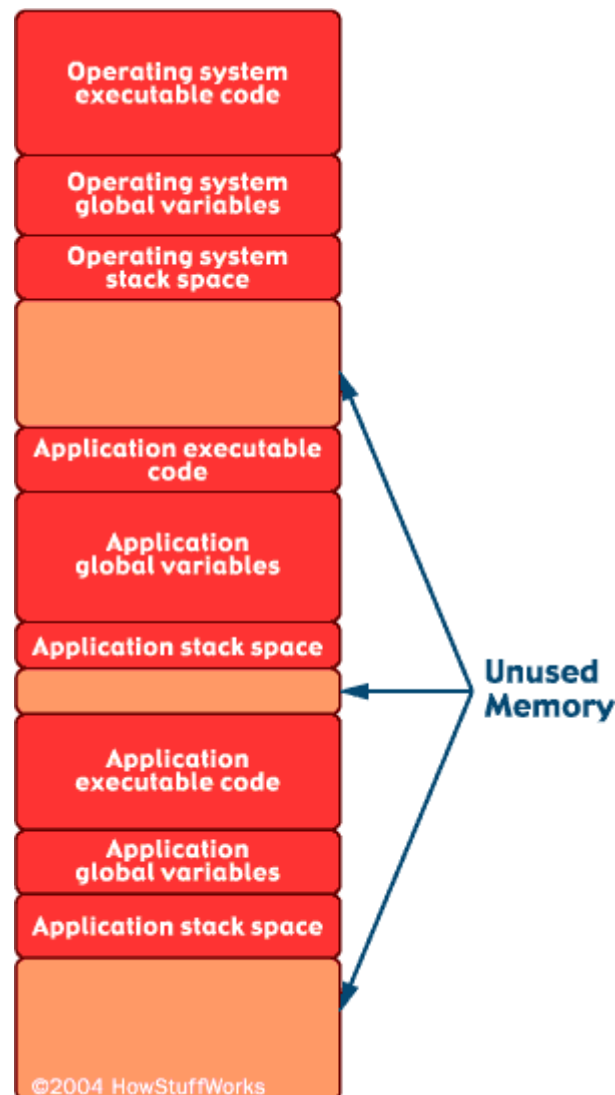 Operating system
executable code
Operating system
global variables
Operating system
stack space
Application executable
code
Application
global variables
Application stack space
Unused
Memory
Application
executable code
Application
global variables
Application stack space
©2004 HowStuffWorks